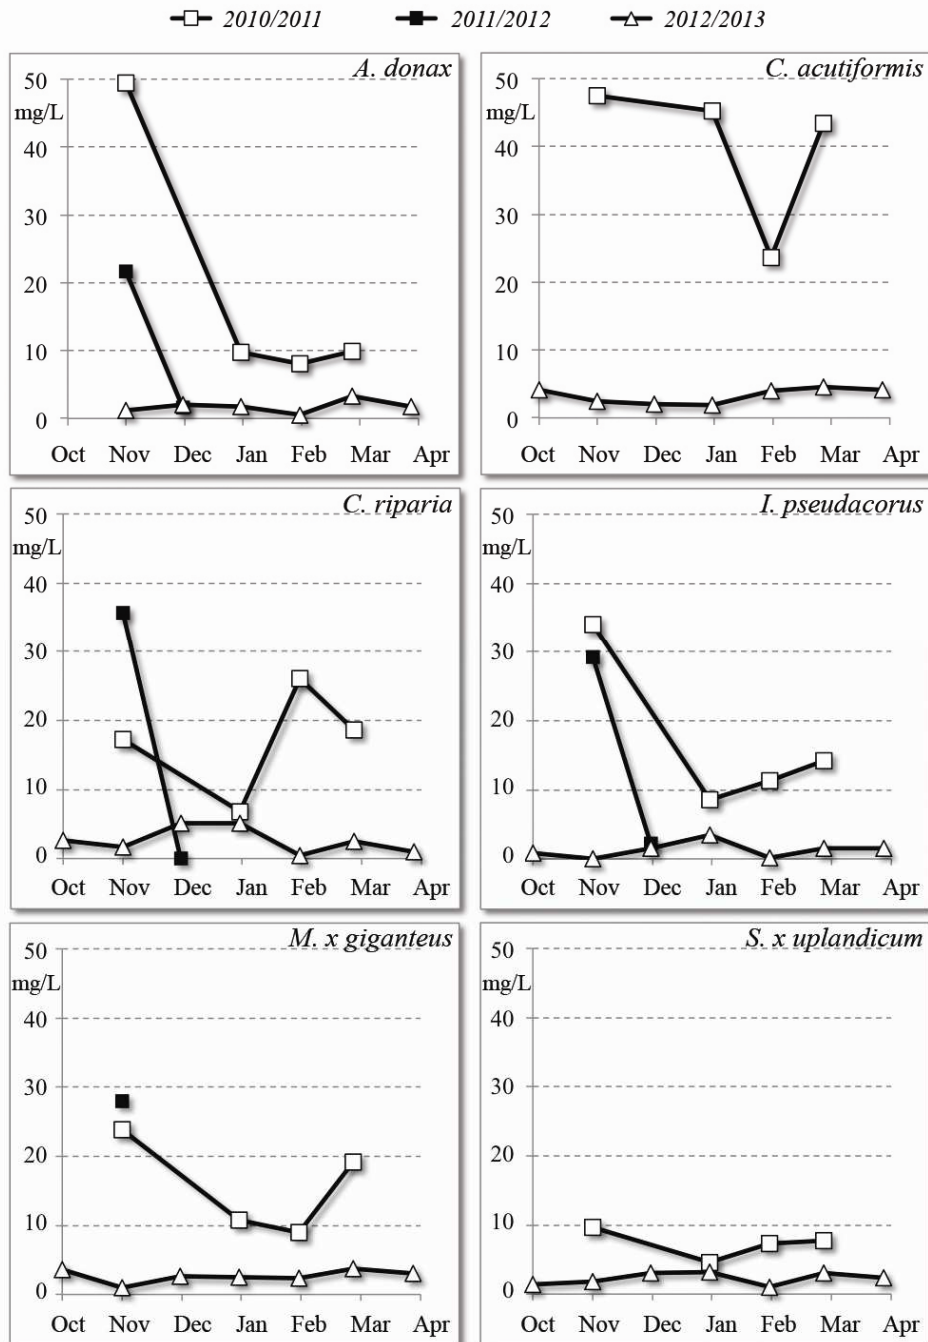 2010/2011 2011/2012 2012/2013
A. donax C. acutiformis
50 50
mg/L mg/L
40 40
30 30
20 20
10 10
0 0
Oct Nov Dec Jan Feb Mar Apr Oct Nov Dec Jan Feb Mar Apr
C. riparia I. pseudacorus
50 50
mg/L mg/L
40 40
30 30
20 20
10 10
0 0
Oct Nov Dec Jan Feb Mar Apr Oct Nov Dec Jan Feb Mar Apr
M. x giganteus S. x uplandicum
50 50
mg/L mg/L
40 40
30 30
20 20
10 10
0 0
Oct Nov Dec Jan Feb Mar Apr Oct Nov Dec Jan Feb Mar Apr